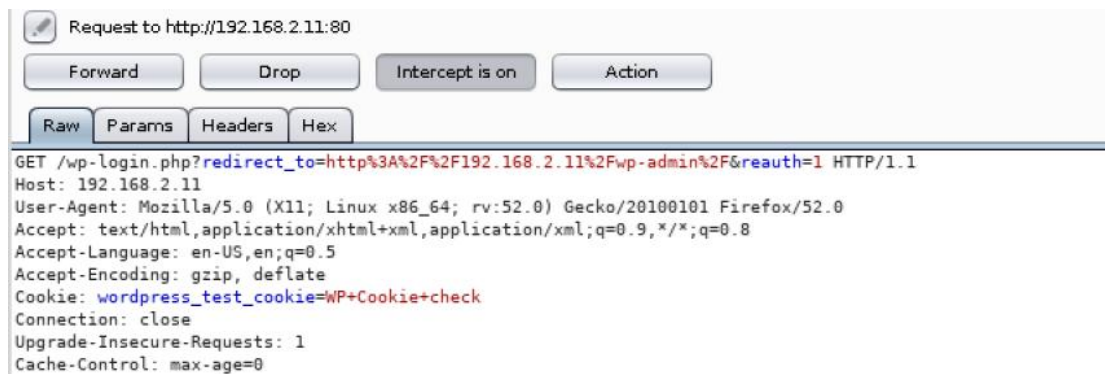 Request to http://192.168.2.11:80
Forward Drop Intercept is on Action
Raw Params Headers Hex
GET /wp-login.php?redirect_to=http%3A%2F%2F192.168.2.11%2Fwp-admin%2F&reauth=1 HTTP/1.1
Host: 192.168.2.11
User-Agent: Mozilla/5.0 (X11; Linux x86_64; rv:52.0) Gecko/20100101 Firefox/52.0
Accept: text/html,application/xhtml+xml,application/xml;q=0.9,*/*;q=0.8
Accept-Language: en-US,en;q=0.5
Accept-Encoding: gzip, deflate
Cookie: wordpress_test_cookie=WP+Cookie+check
Connection: close
Upgrade-Insecure-Requests: 1
Cache-Control: max-age=0